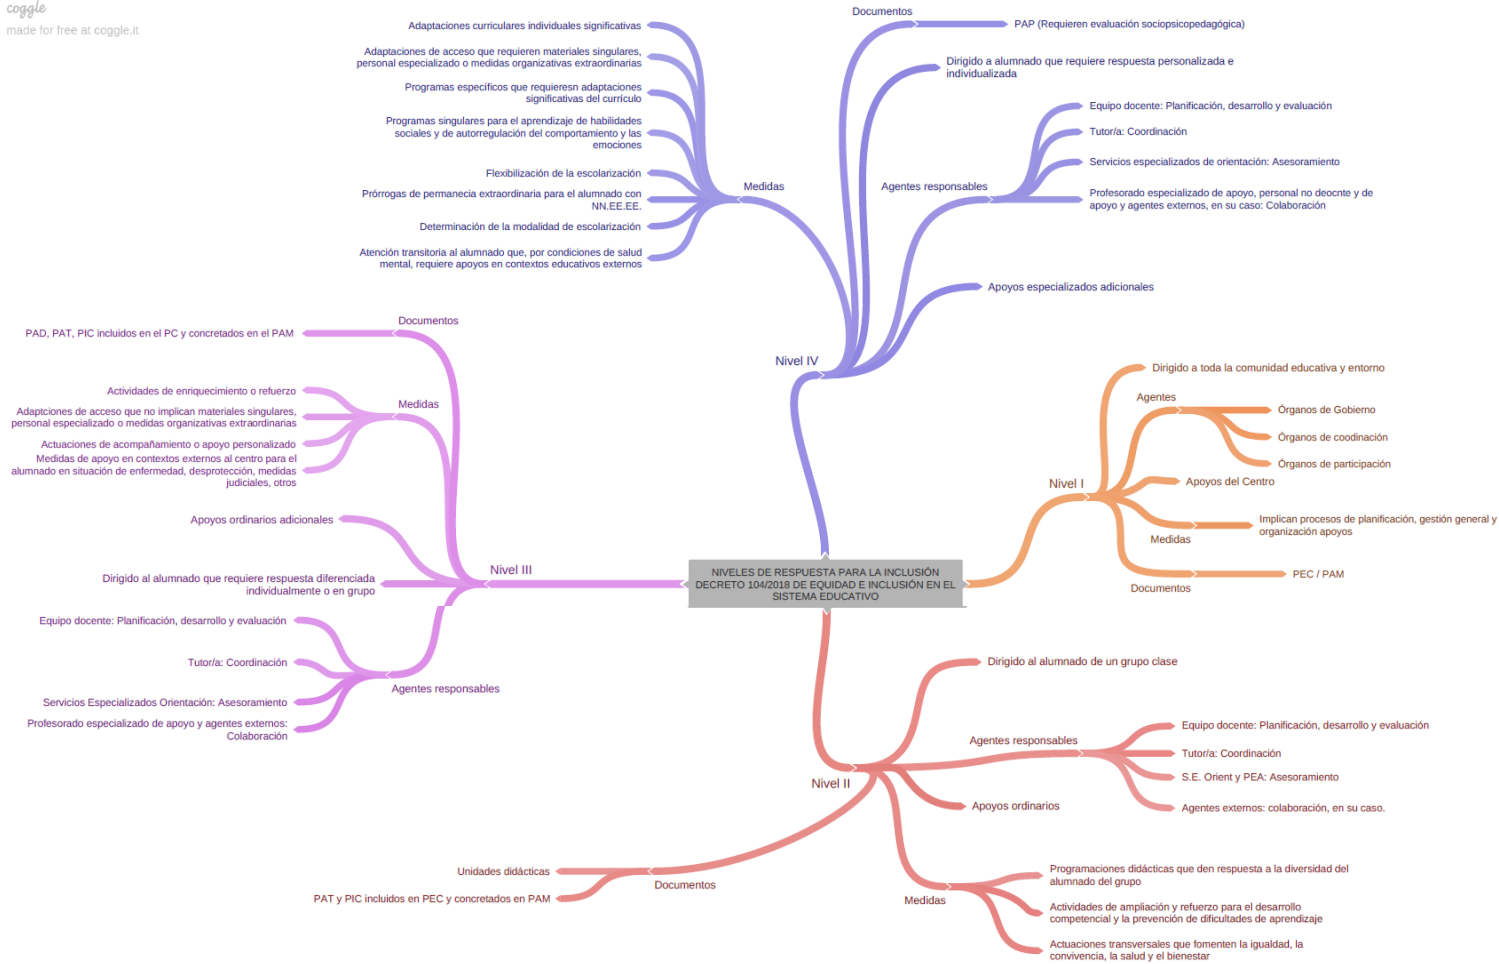 coggle
made for free at coggle.it
NIVELES DE RESPUESTA PARA LA INCLUSIÓN
DECRETO 104/2018 DE EQUIDAD E INCLUSIÓN EN EL
SISTEMA EDUCATIVO
Nivel I
Dirigido a toda la comunidad educativa y entorno
Agentes
Órganos de Gobierno
Órganos de coodinación
Órganos de participación
Apoyos del Centro
Medidas
Implican procesos de planificación, gestión general y
organización apoyos
Documentos
PEC / PAM
Nivel II
Dirigido al alumnado de un grupo clase
Agentes responsables
Equipo docente: Planificación, desarrollo y evaluación
Tutor/a: Coordinación
S.E. Orient y PEA: Asesoramiento
Agentes externos: colaboración, en su caso.
Apoyos ordinarios
Medidas
Programaciones didácticas que den respuesta a la diversidad del
alumnado del grupo
Actividades de ampliación y refuerzo para el desarrollo
competencial y la prevención de dificultades de aprendizaje
Actuaciones transversales que fomenten la igualdad, la
convivencia, la salud y el bienestar
Documentos
Unidades didácticas
PAT y PIC incluidos en PEC y concretados en PAM
Nivel III
Documentos
PAD, PAT, PIC incluidos en el PC y concretados en el PAM
Medidas
Actividades de enriquecimiento o refuerzo
Adaptciones de acceso que no implican materiales singulares,
personal especializado o medidas organizativas extraordinarias
Actuaciones de acompañamiento o apoyo personalizado
Medidas de apoyo en contextos externos al centro para el
alumnado en situación de enfermedad, desprotección, medidas
judiciales, otros
Apoyos ordinarios adicionales
Dirigido al alumnado que requiere respuesta diferenciada
individualmente o en grupo
Agentes responsables
Equipo docente: Planificación, desarrollo y evaluación
Tutor/a: Coordinación
Servicios Especializados Orientación: Asesoramiento
Profesorado especializado de apoyo y agentes externos:
Colaboración
Nivel IV
Medidas
Adaptaciones curriculares individuales significativas
Adaptaciones de acceso que requieren materiales singulares,
personal especializado o medidas organizativas extraordinarias
Programas específicos que requieresn adaptaciones
significativas del currículo
Programas singulares para el aprendizaje de habilidades
sociales y de autorregulación del comportamiento y las
emociones
Flexibilización de la escolarización
Prórrogas de permanecia extraordinaria para el alumnado con
NN.EE.EE.
Determinación de la modalidad de escolarización
Atención transitoria al alumnado que, por condiciones de salud
mental, requiere apoyos en contextos educativos externos
Documentos
PAP (Requieren evaluación sociopsicopedagógica)
Dirigido a alumnado que requiere respuesta personalizada e
individualizada
Agentes responsables
Equipo docente: Planificación, desarrollo y evaluación
Tutor/a: Coordinación
Servicios especializados de orientación: Asesoramiento
Profesorado especializado de apoyo, personal no deocnte y de
apoyo y agentes externos, en su caso: Colaboración
Apoyos especializados adicionales